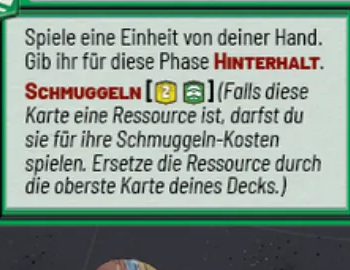 Spiele eine Einheit von deiner Hand.
Gib ihr für diese Phase HINTERHALT.
SCHMUGGELN [2] (Falls diese
Karte eine Ressource ist, darfst du
sie für ihre Schmuggeln-Kosten
spielen. Ersetze die Ressource durch
die oberste Karte deines Decks.)